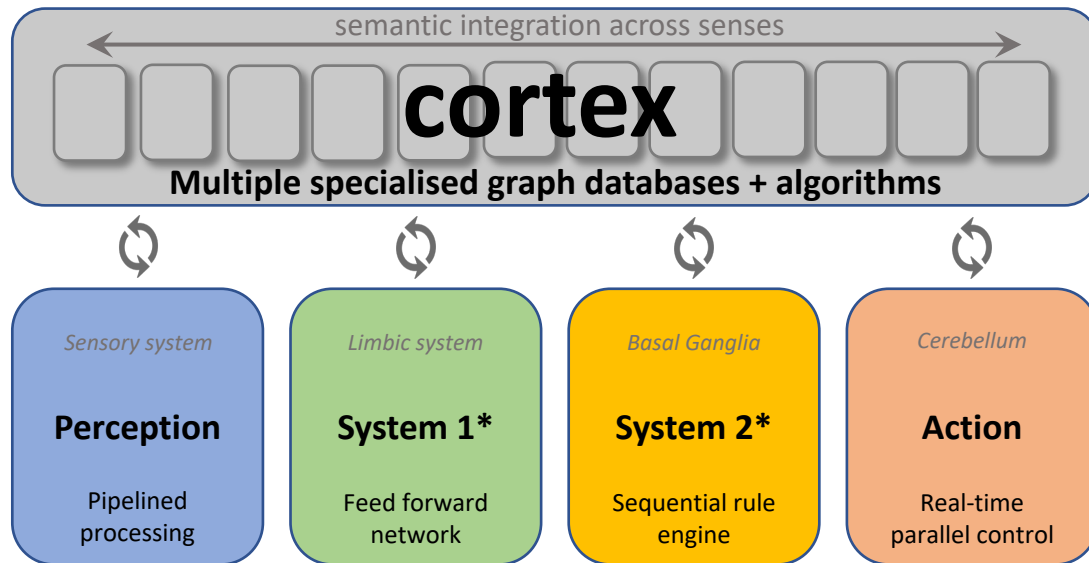 semantic integration across senses
cortex
Multiple specialised graph databases + algorithms
Sensory system
Perception
Pipelined
processing
Limbic system
System 1*
Feed forward
network
Basal Ganglia
System 2*
Sequential rule
engine
Cerebellum
Action
Real-time
parallel control